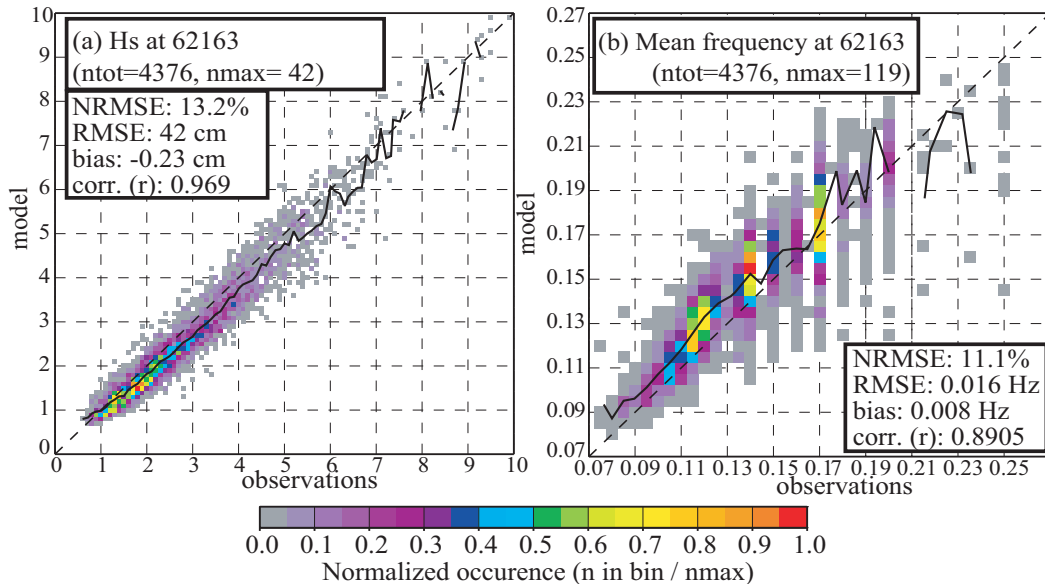 (a) Hs at 62163
(ntot=4376, nmax= 42)
NRMSE: 13.2%
RMSE: 42 cm
bias: -0.23 cm
corr. (r): 0.969
10
9
8
7
6
5
4
3
2
1
0
model
0 1 2 3 4 5 6 7 8 9 10
observations
(b) Mean frequency at 62163
(ntot=4376, nmax=119)
0.27
0.25
0.23
0.21
0.19
0.17
0.15
0.13
0.11
0.09
0.07
model
NRMSE: 11.1%
RMSE: 0.016 Hz
bias: 0.008 Hz
corr. (r): 0.8905
0.07 0.09 0.11 0.13 0.15 0.17 0.19 0.21 0.23 0.25
observations
0.0 0.1 0.2 0.3 0.4 0.5 0.6 0.7 0.8 0.9 1.0
Normalized occurence (n in bin / nmax)